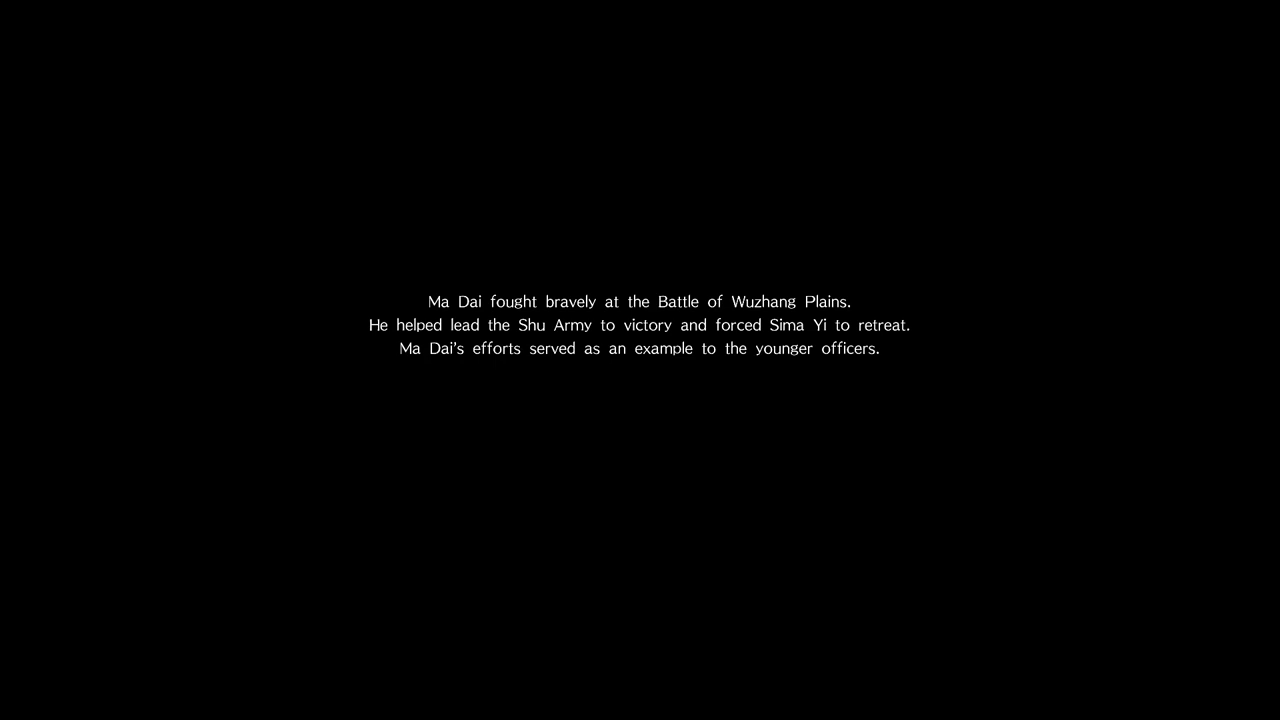 Ma Dai fought bravely at the Battle of Wuzhang Plains.
He helped lead the Shu Army to victory and forced Sima Yi to retreat.
Ma Dai's efforts served as an example to the younger officers.